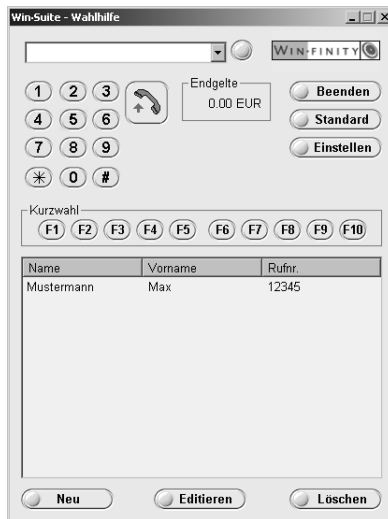 Win-Suite - Wahlhilfe
WIN-FINITY
1 2 3
4 5 6
7 8 9
* 0 #
Endgelte
0.00 EUR
Beenden
Standard
Einstellen
Kurzwahl
F1 F2 F3 F4 F5 F6 F7 F8 F9 F10
Name Vorname Rufnr.
Mustermann Max 12345
Neu Editieren Löschen